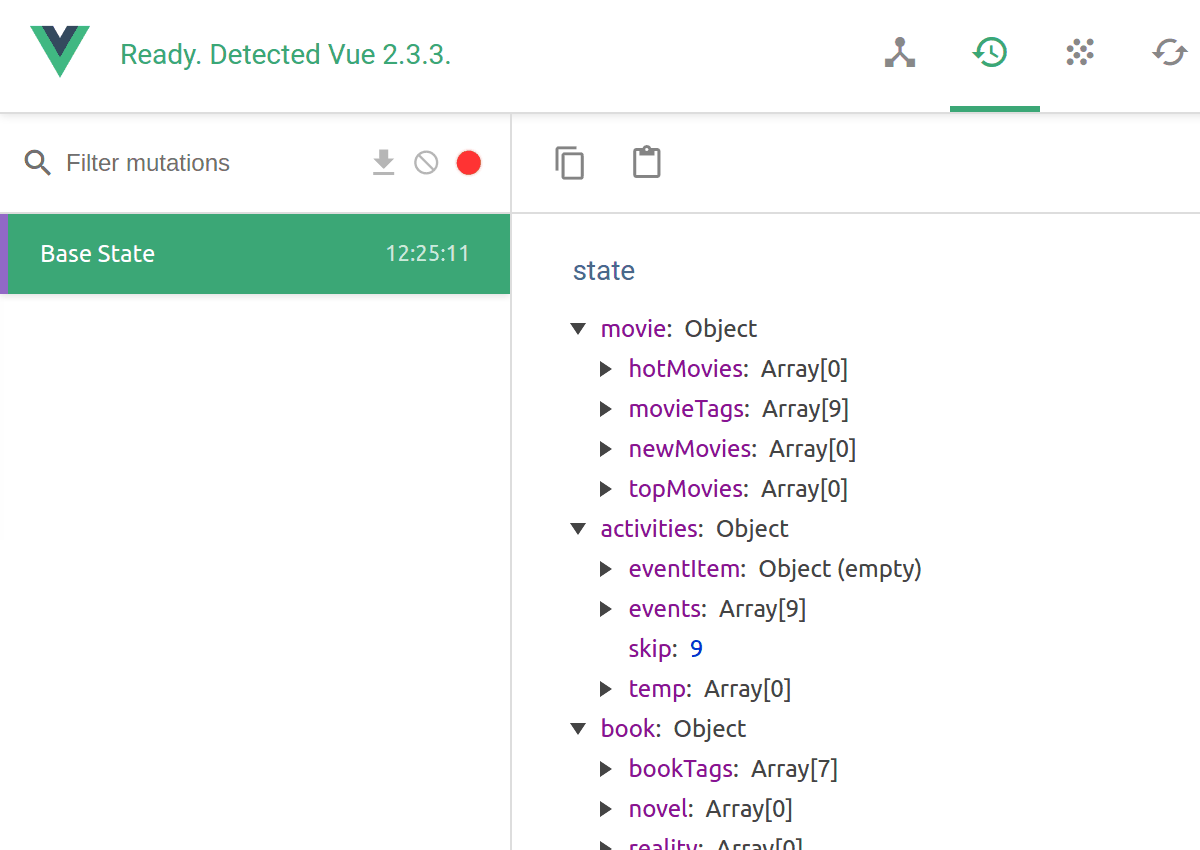 Ready. Detected Vue 2.3.3.
Filter mutations
Base State 12:25:11
state
movie: Object
hotMovies: Array[0]
movieTags: Array[9]
newMovies: Array[0]
topMovies: Array[0]
activities: Object
eventItem: Object (empty)
events: Array[9]
skip: 9
temp: Array[0]
book: Object
bookTags: Array[7]
novel: Array[0]
reality: Array[0]